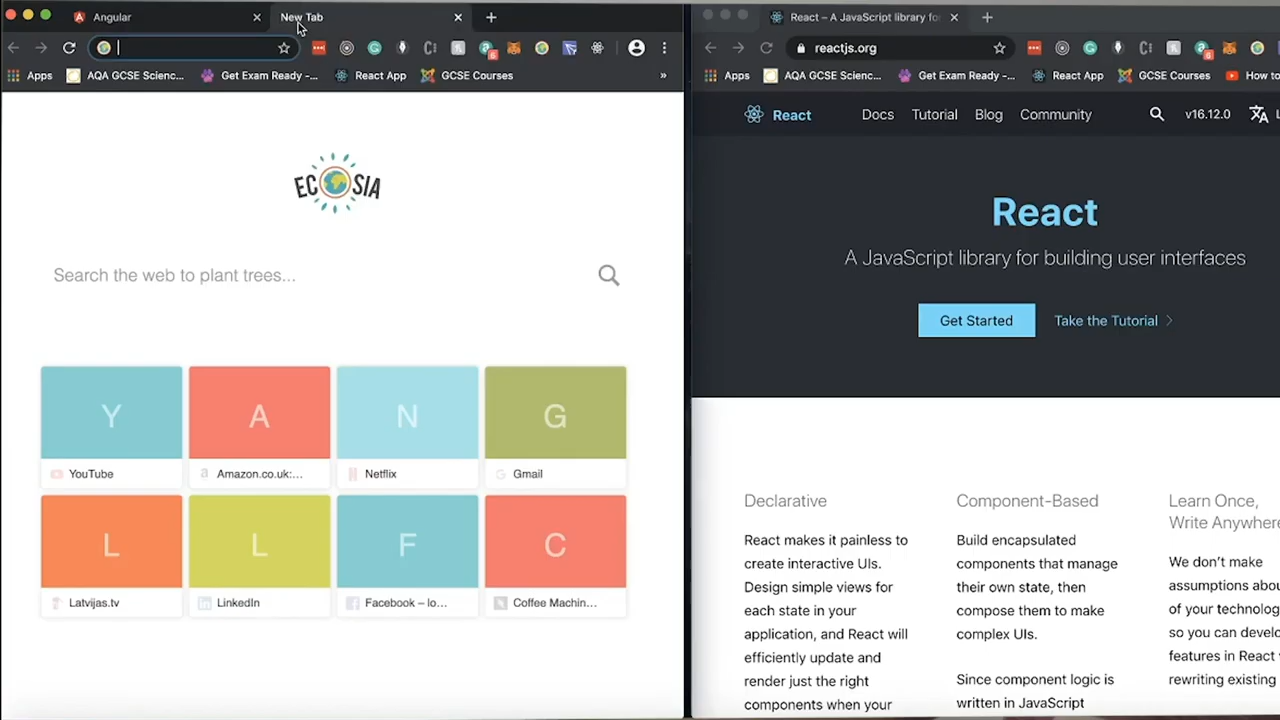 Angular
New Tab
Apps
AQA GCSE Scienc...
Get Exam Ready -...
React App
GCSE Courses
»
ECOSIA
Search the web to plant trees...
Y
A
N
G
YouTube
Amazon.co.uk:...
Netflix
Gmail
L
L
F
C
Latvijas.tv
LinkedIn
Facebook – lo...
Coffee Machin...
React – A JavaScript library fo
reactjs.org
Apps
AQA GCSE Scienc...
Get Exam Ready -...
React App
GCSE Courses
How to
React
Docs
Tutorial
Blog
Community
v16.12.0
React
A JavaScript library for building user interfaces
Get Started
Take the Tutorial
Declarative
React makes it painless to
create interactive UIs.
Design simple views for
each state in your
application, and React will
efficiently update and
render just the right
components when your
Component-Based
Build encapsulated
components that manage
their own state, then
compose them to make
complex UIs.
Since component logic is
written in JavaScript
Learn Once,
Write Anywhere
We don't make
assumptions abou
of your technolog
so you can develo
features in React
rewriting existing